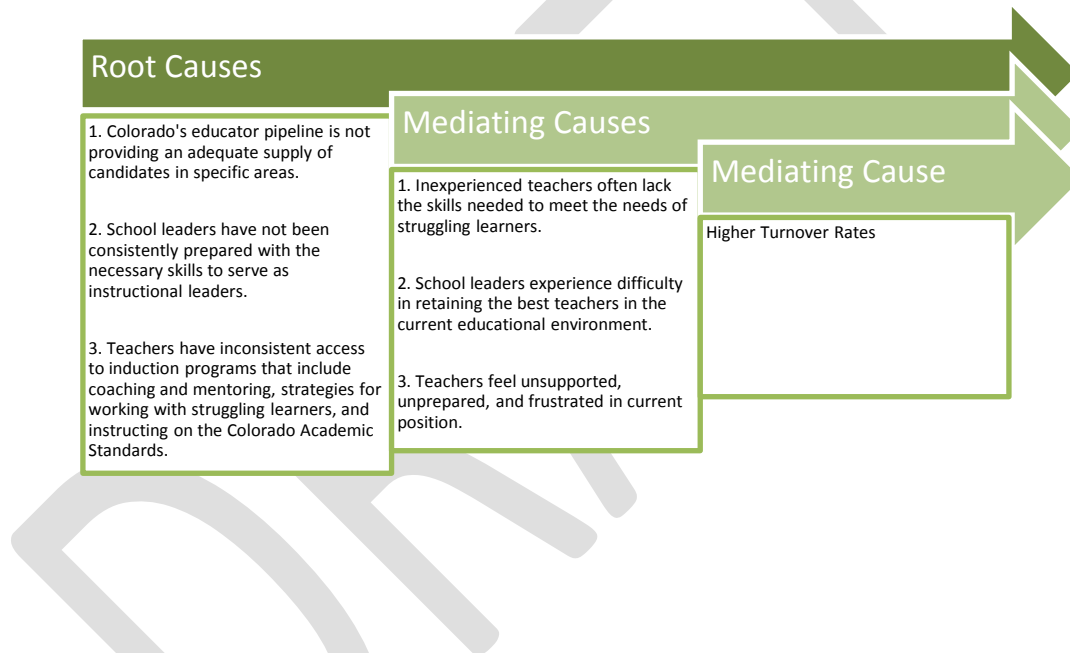 Root Causes
1. Colorado's educator pipeline is not
providing an adequate supply of
candidates in specific areas.
2. School leaders have not been
consistently prepared with the
necessary skills to serve as
instructional leaders.
3. Teachers have inconsistent access
to induction programs that include
coaching and mentoring, strategies for
working with struggling learners, and
instructing on the Colorado Academic
Standards.
Mediating Causes
1. Inexperienced teachers often lack
the skills needed to meet the needs of
struggling learners.
2. School leaders experience difficulty
in retaining the best teachers in the
current educational environment.
3. Teachers feel unsupported,
unprepared, and frustrated in current
position.
Mediating Cause
Higher Turnover Rates